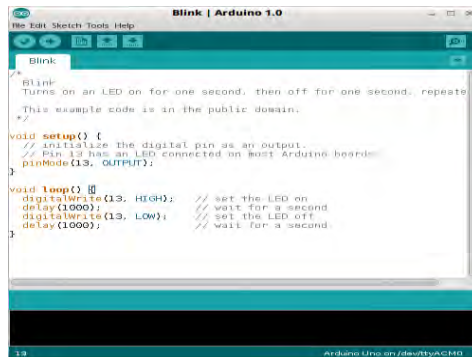 Blink | Arduino 1.0
File Edit Sketch Tools Help
Blink
/*
  Blink
  Turns on an LED on for one second, then off for one second, repeate

  This example code is in the public domain.
 */

void setup() {
  // initialize the digital pin as an output.
  // Pin 13 has an LED connected on most Arduino boards:
  pinMode(13, OUTPUT);
}

void loop() {
  digitalWrite(13, HIGH);   // set the LED on
  delay(1000);              // wait for a second
  digitalWrite(13, LOW);    // set the LED off
  delay(1000);              // wait for a second
}
19
Arduino Uno on /dev/ttyACM0